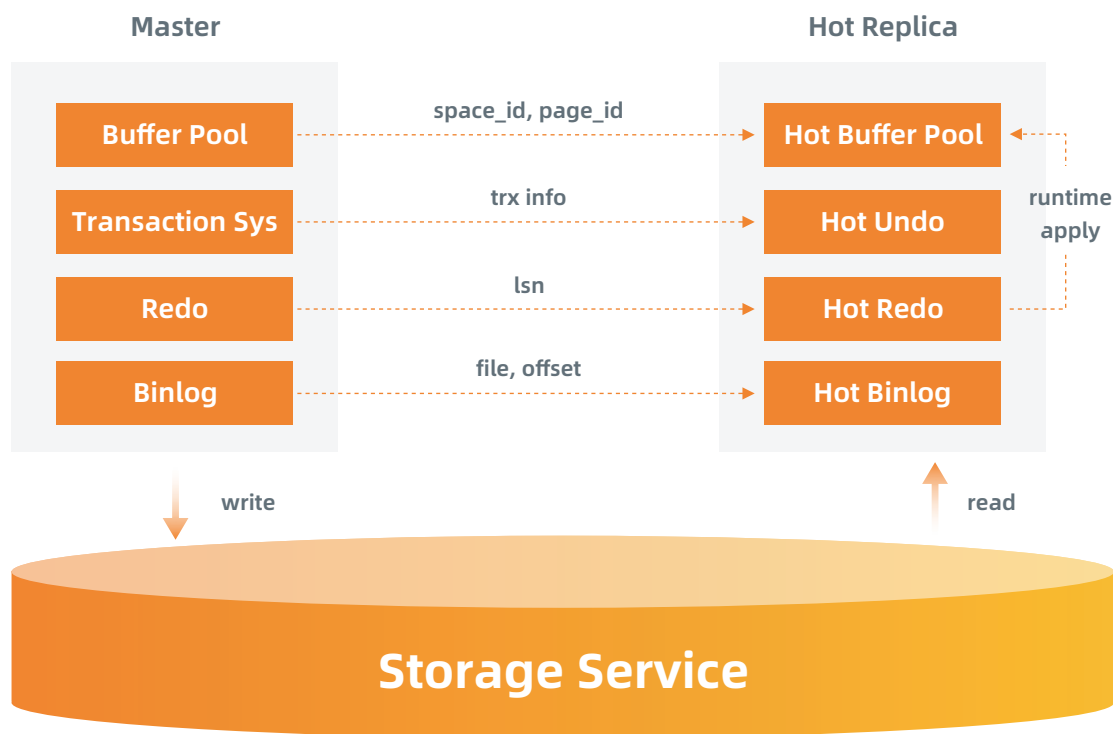 Master
Hot Replica
Buffer Pool
space_id, page_id
Hot Buffer Pool
Transaction Sys
trx info
Hot Undo
runtime
apply
Redo
lsn
Hot Redo
Binlog
file, offset
Hot Binlog
write
read
Storage Service